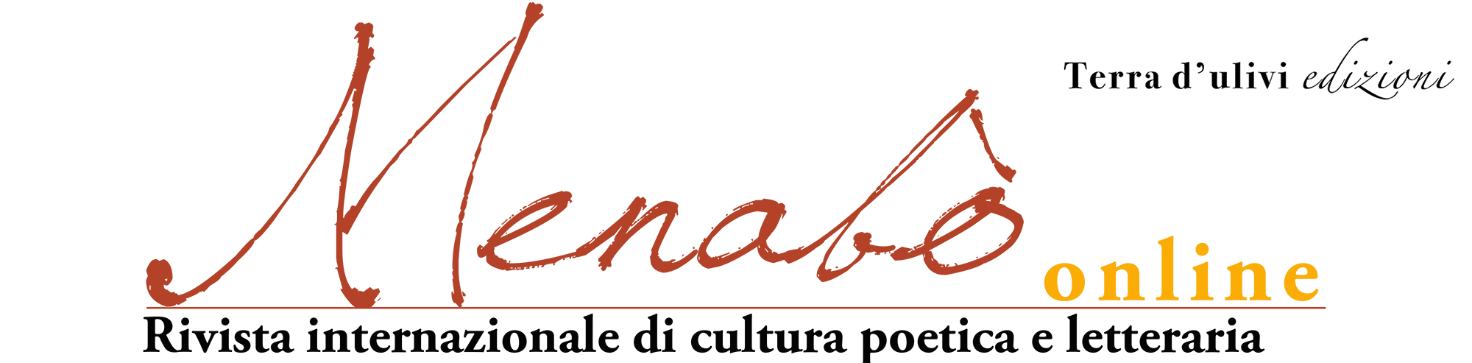 Terra d'ulivi edizioni
Menabò
online
Rivista internazionale di cultura poetica e letteraria